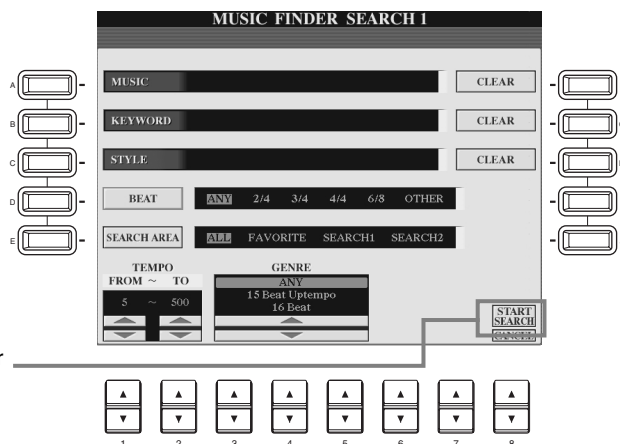 MUSIC FINDER SEARCH 1
A MUSIC CLEAR
B KEYWORD CLEAR
C STYLE CLEAR
D BEAT ANY 2/4 3/4 4/4 6/8 OTHER
E SEARCH AREA ALL FAVORITE SEARCH1 SEARCH2
TEMPO GENRE
FROM ~ TO ANY
5 ~ 500 15 Beat Uptempo
16 Beat
START
SEARCH
CANCEL
r
1 2 3 4 5 6 7 8